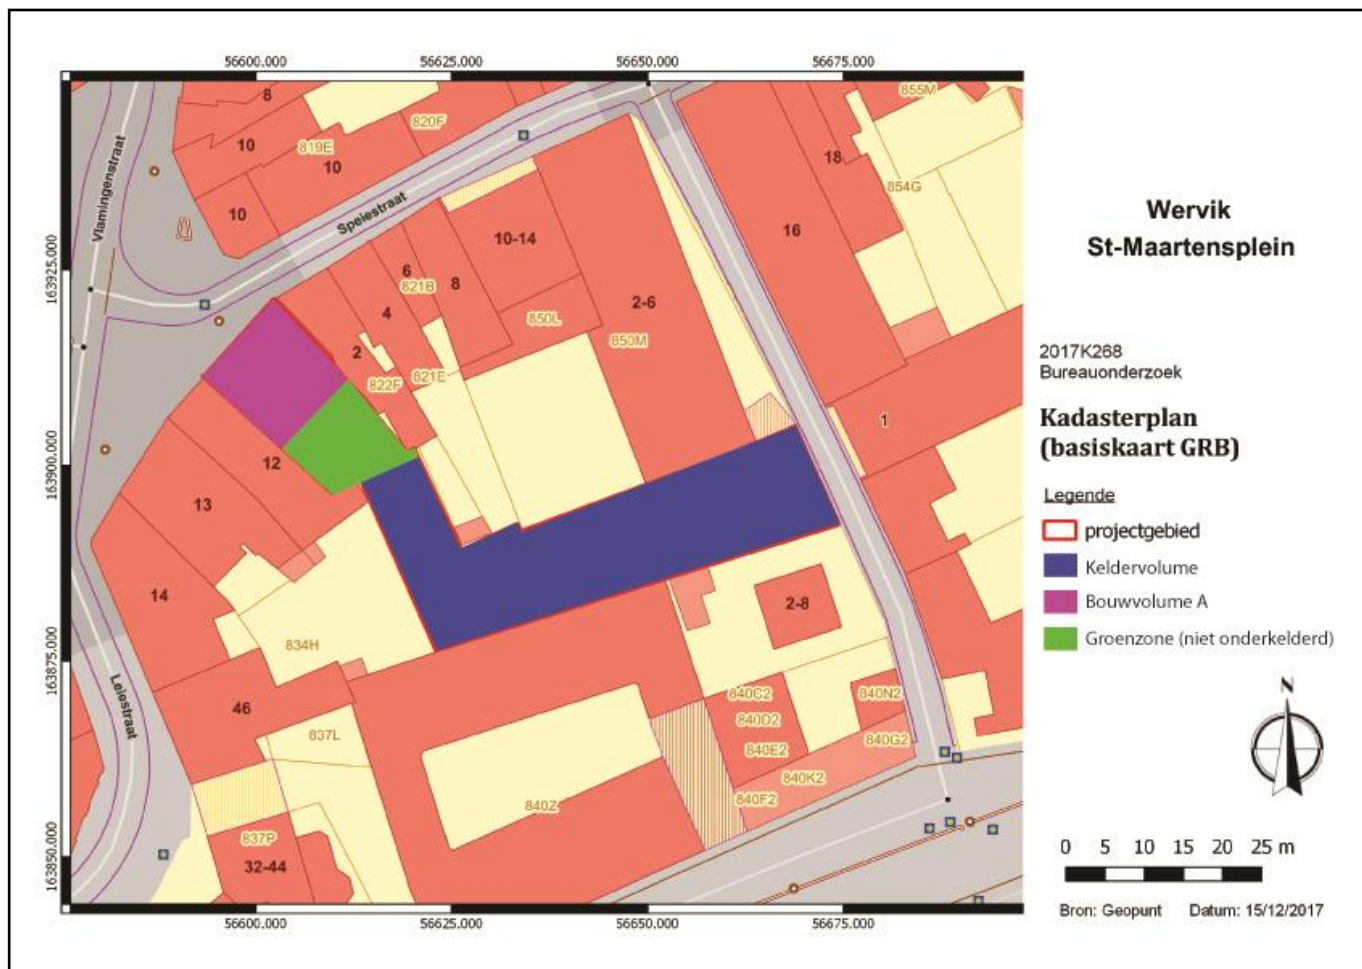 56600.000 56625.000 56650.000 56675.000
163925.000
163900.000
163875.000
163850.000
8
10
819E
10
820F
10
Vlamingenstraat
Speiestraat
855M
18
854G
16
10-14
6
821B
8
4
2-6
850L
850M
2
822F
821E
1
12
13
14
834H
2-8
46
837L
840C2
840N2
840D2
840E2
840G2
840K2
840F2
840Z
Leiestraat
837P
32-44
56600.000 56625.000 56650.000 56675.000
Wervik
St-Maartensplein
2017K268
Bureauonderzoek
Kadasterplan
(basiskaart GRB)
Legende
projectgebied
Keldervolume
Bouwvolume A
Groenzone (niet onderkelderd)
N
0 5 10 15 20 25 m
Bron: Geopunt Datum: 15/12/2017